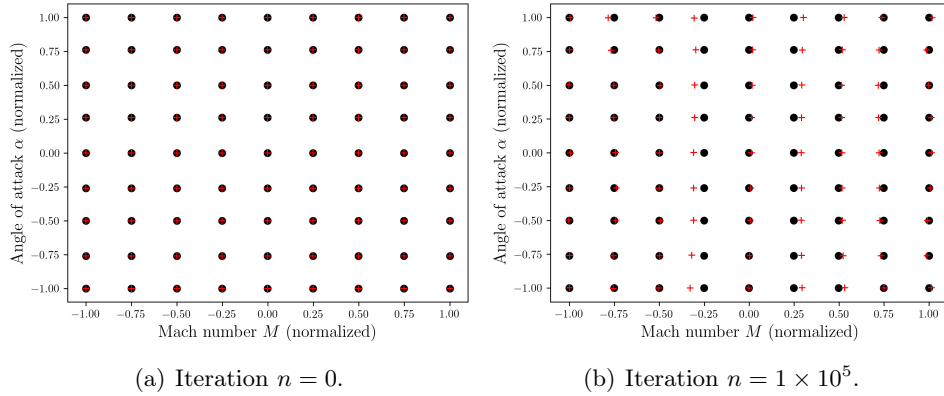 1.00
0.75
0.50
0.25
0.00
−0.25
−0.50
−0.75
−1.00
Angle of attack α (normalized)
−1.00 −0.75 −0.50 −0.25 0.00 0.25 0.50 0.75 1.00
Mach number M (normalized)
(a) Iteration n = 0.
1.00
0.75
0.50
0.25
0.00
−0.25
−0.50
−0.75
−1.00
Angle of attack α (normalized)
−1.00 −0.75 −0.50 −0.25 0.00 0.25 0.50 0.75 1.00
Mach number M (normalized)
(b) Iteration n = 1 × 10⁵.